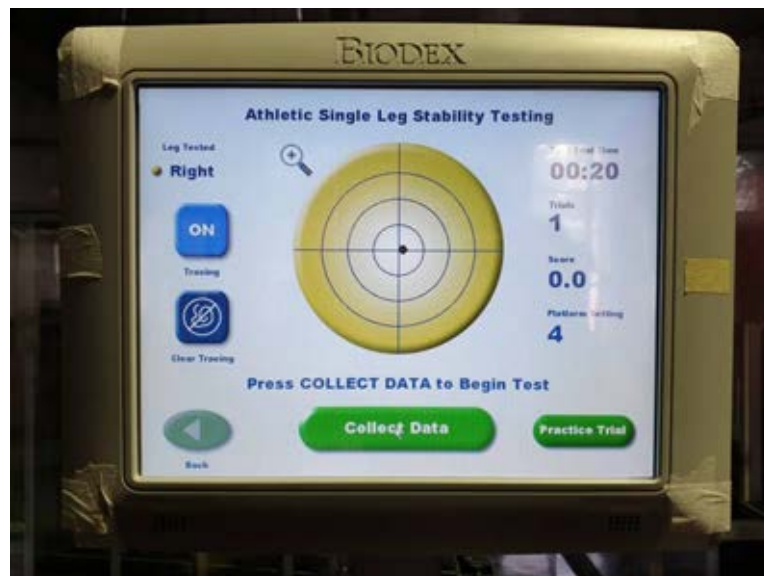 BIODEX
Athletic Single Leg Stability Testing
Leg Tested
Right
ON
Tracing
Clear Tracing
Time
00:20
Trials
1
Score
0.0
Platform Setting
4
Press COLLECT DATA to Begin Test
Collect Data
Practice Trial
Back